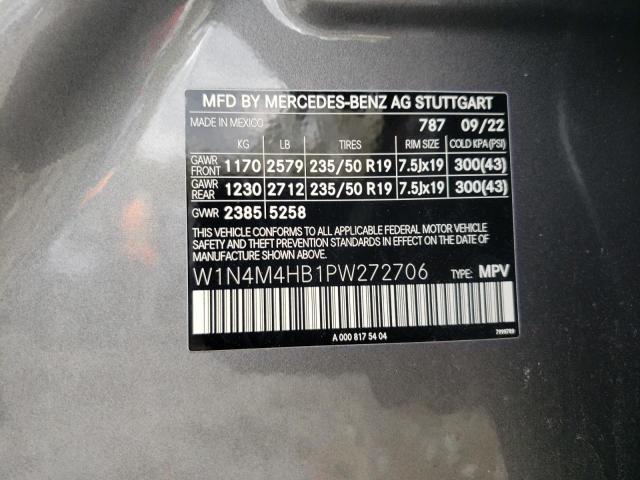 MFD BY MERCEDES-BENZ AG STUTTGART
MADE IN MEXICO 787 09/22
KG LB TIRES RIM SIZE COLD KPA (PSI)
GAWR FRONT 1170 2579 235/50 R19 7.5Jx19 300(43)
GAWR REAR 1230 2712 235/50 R19 7.5Jx19 300(43)
GVWR 2385 5258
THIS VEHICLE CONFORMS TO ALL APPLICABLE FEDERAL MOTOR VEHICLE
SAFETY AND THEFT PREVENTION STANDARDS IN EFFECT ON THE DATE OF
MANUFACTURE SHOWN ABOVE.
W1N4M4HB1PW272706 TYPE: MPV
A 000 817 54 04